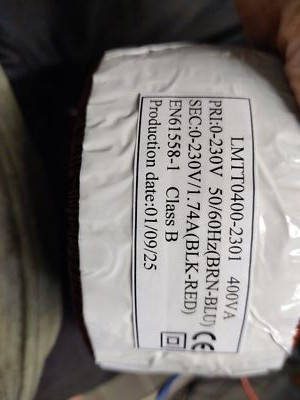 LMTT0400-2301 400VA
PRI:0-230V 50/60Hz(BRN-BLU)
SEC:0-230V/1.74A(BLK-RED)
EN61558-1 Class B CE
Production date:01/09/25